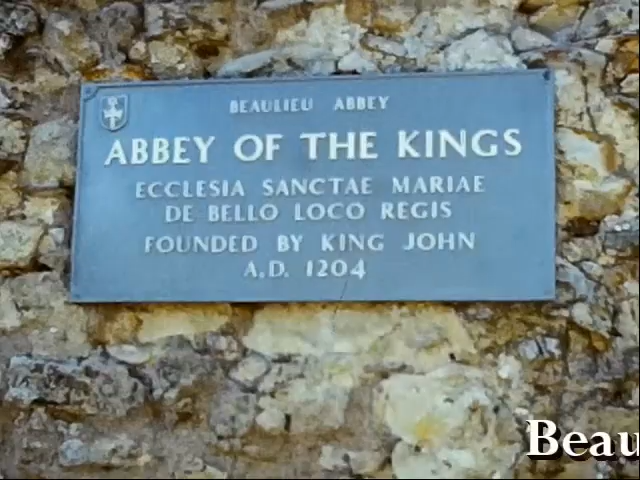 BEAULIEU ABBEY
ABBEY OF THE KINGS
ECCLESIA SANCTAE MARIAE
DE BELLO LOCO REGIS
FOUNDED BY KING JOHN
A.D. 1204
Beau